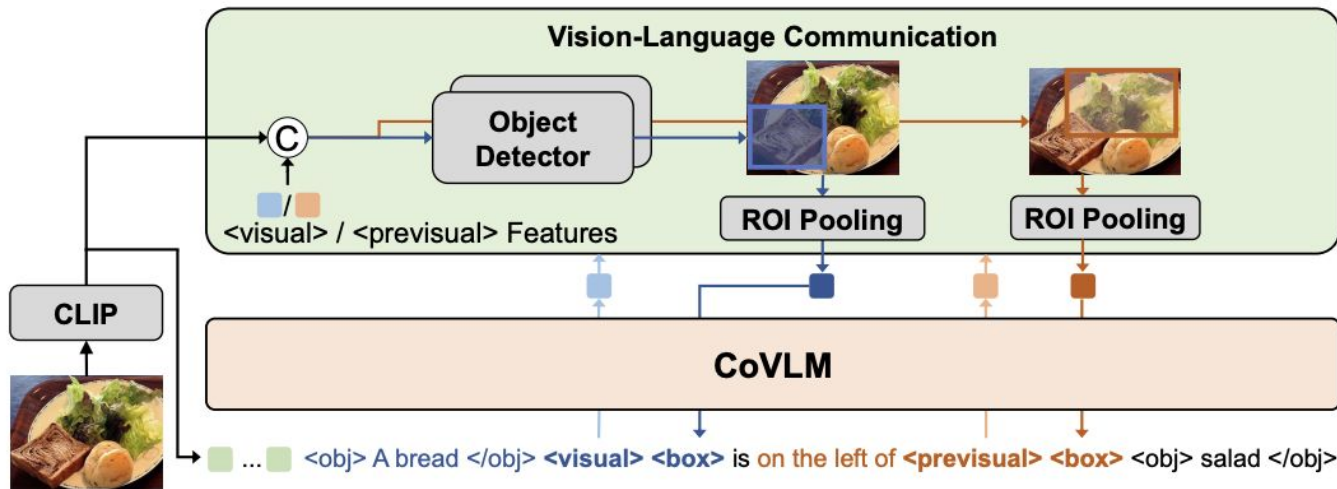 Vision-Language Communication
C
Object
Detector
/
<visual> / <previsual> Features
ROI Pooling
ROI Pooling
CLIP
CoVLM
... <obj> A bread </obj> <visual> <box> is on the left of <previsual> <box> <obj> salad </obj>